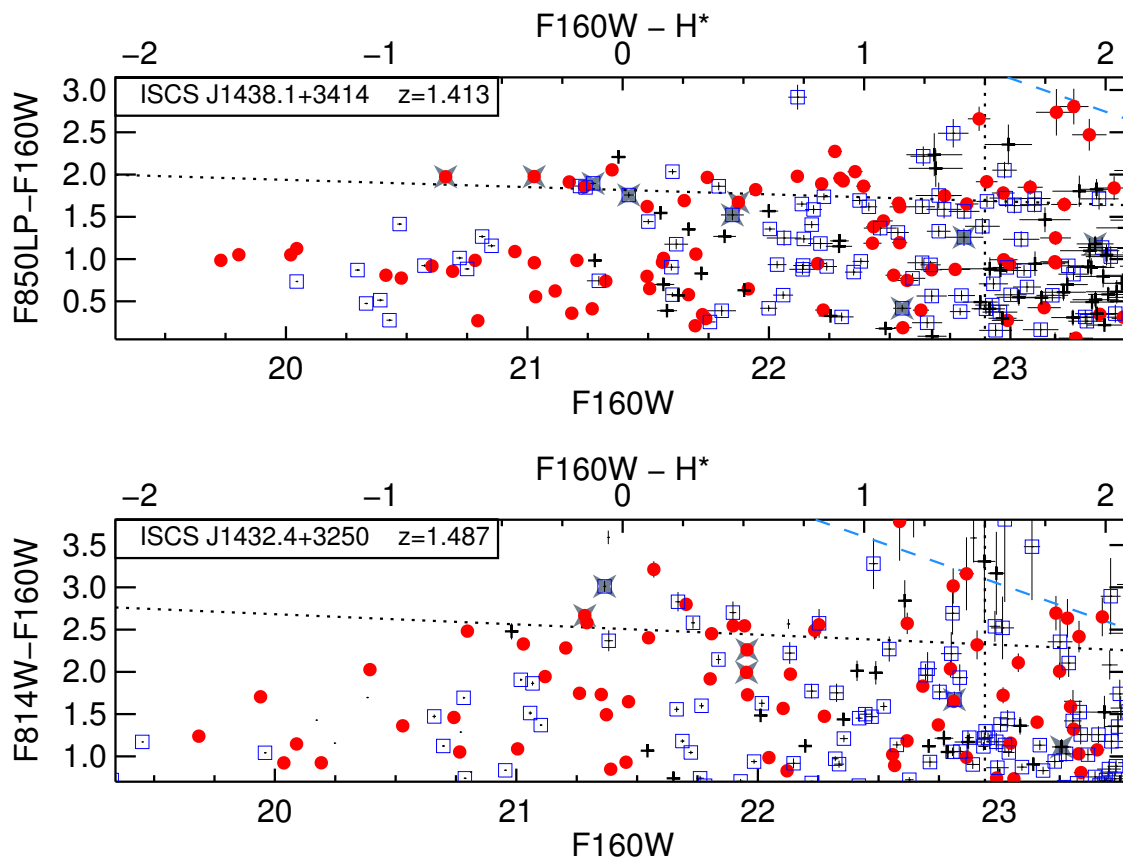 F160W − H*
−2 −1 0 1 2
ISCS J1438.1+3414 z=1.413
F850LP−F160W
3.0
2.5
2.0
1.5
1.0
0.5
20 21 22 23
F160W
F160W − H*
−2 −1 0 1 2
ISCS J1432.4+3250 z=1.487
F814W−F160W
3.5
3.0
2.5
2.0
1.5
1.0
20 21 22 23
F160W